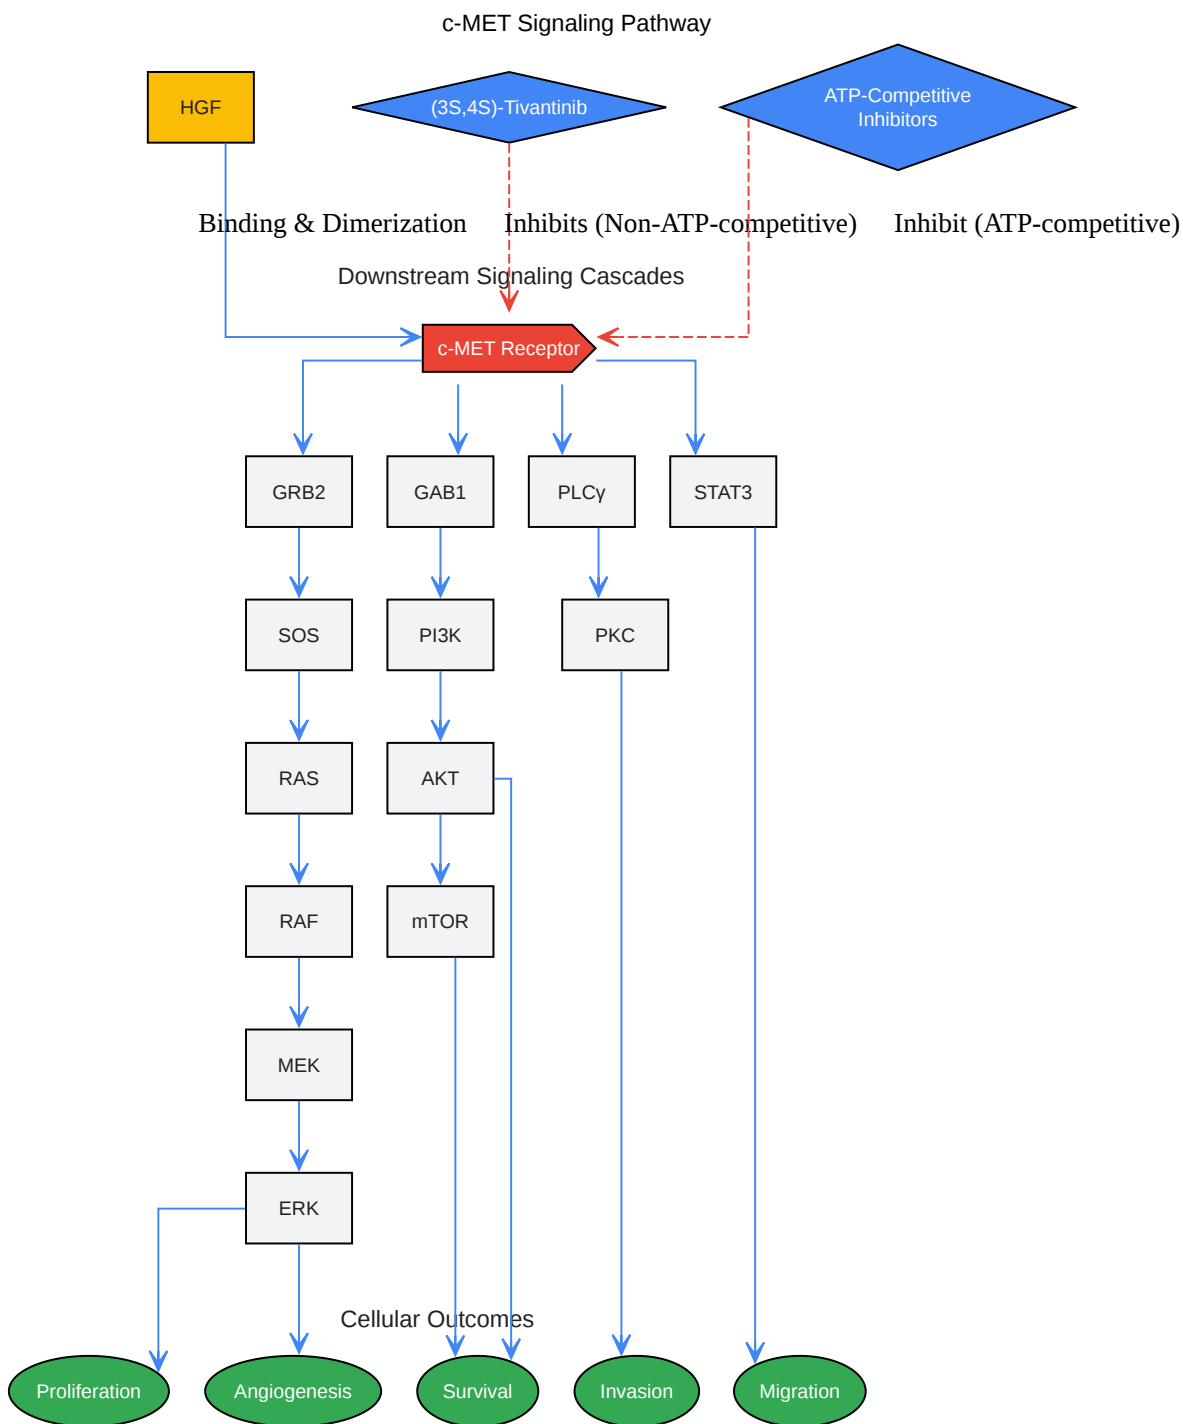 c-MET Signaling Pathway
HGF
(3S,4S)-Tivantinib
ATP-Competitive
Inhibitors
Binding & Dimerization
Inhibits (Non-ATP-competitive)
Inhibit (ATP-competitive)
Downstream Signaling Cascades
c-MET Receptor
GRB2
GAB1
PLCγ
STAT3
SOS
PI3K
PKC
RAS
AKT
RAF
mTOR
MEK
ERK
Cellular Outcomes
Proliferation
Angiogenesis
Survival
Invasion
Migration